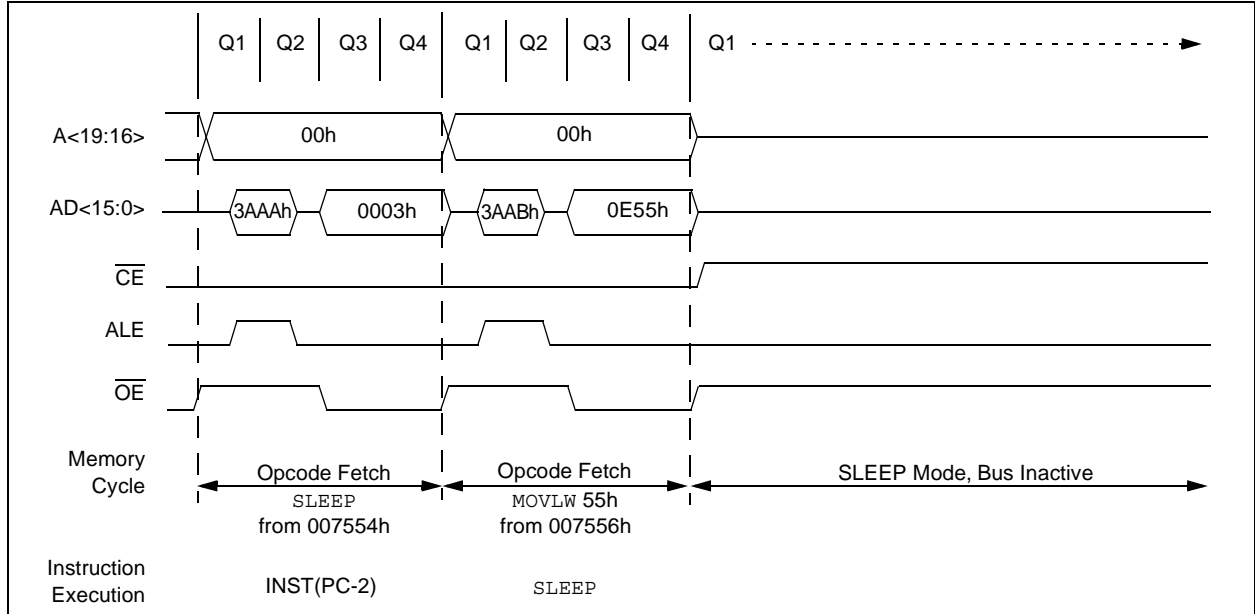 Q1 Q2 Q3 Q4 Q1 Q2 Q3 Q4 Q1
A<19:16> 00h 00h
AD<15:0> 3AAAh 0003h 3AABh 0E55h
CE
ALE
OE
Memory
Cycle
Opcode Fetch
SLEEP
from 007554h
Opcode Fetch
MOVLW 55h
from 007556h
SLEEP Mode, Bus Inactive
Instruction
Execution
INST(PC-2) SLEEP